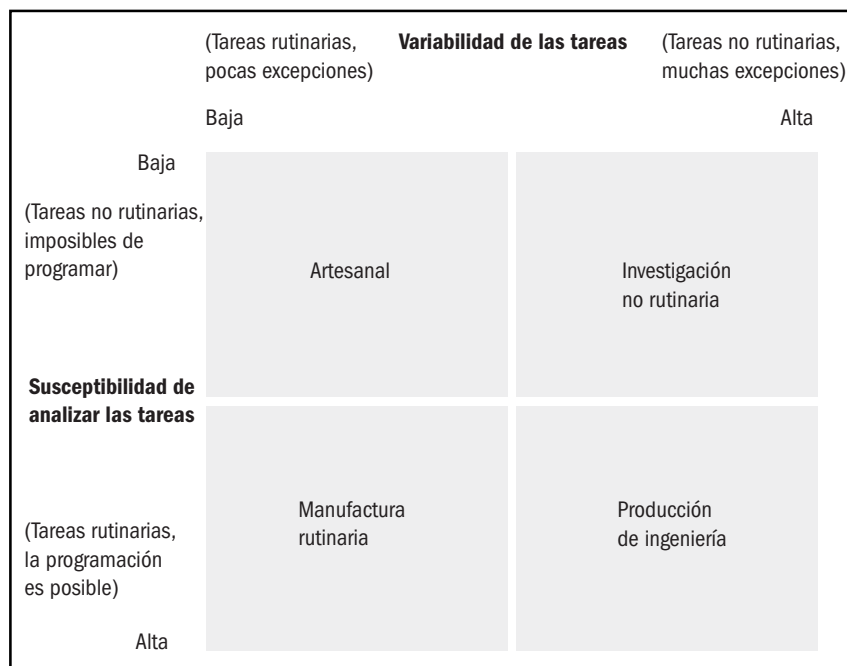 (Tareas rutinarias,
pocas excepciones)
Variabilidad de las tareas
(Tareas no rutinarias,
muchas excepciones)
Baja
Alta
Baja
(Tareas no rutinarias,
imposibles de
programar)
Artesanal
Investigación
no rutinaria
Susceptibilidad de
analizar las tareas
Manufactura
rutinaria
Producción
de ingeniería
(Tareas rutinarias,
la programación
es posible)
Alta